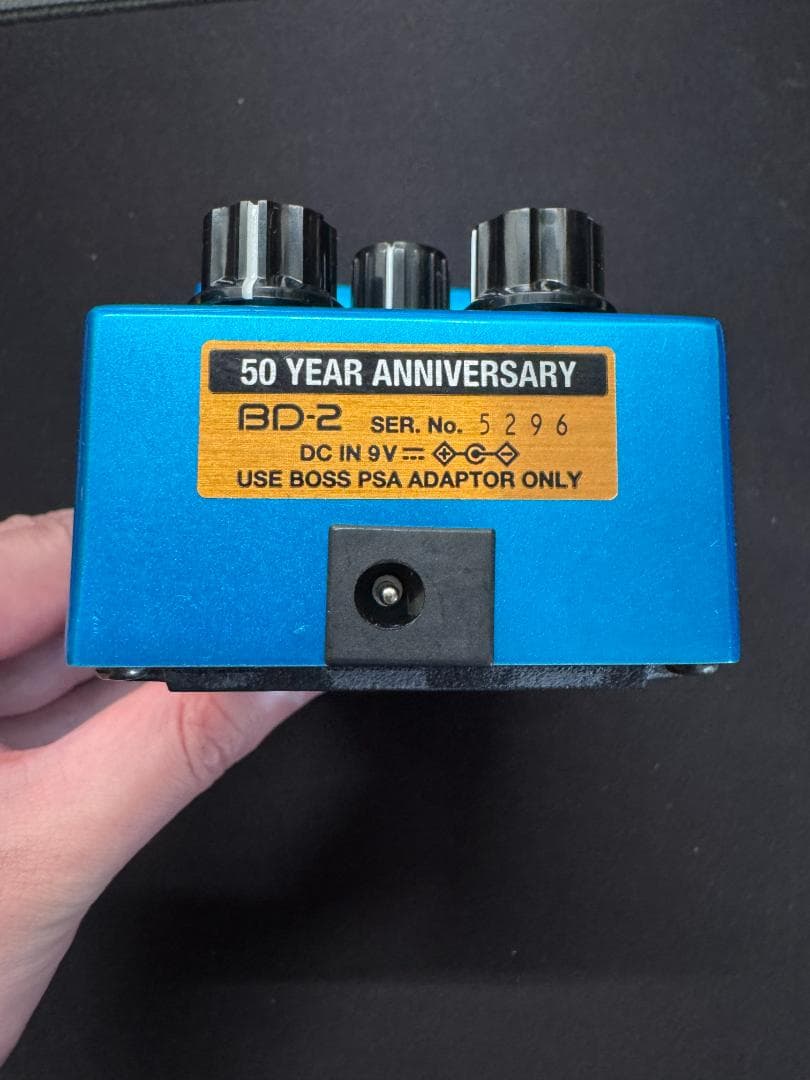 50 YEAR ANNIVERSARY
BD-2 SER. No. 5296
DC IN 9V ⎓ + C -
USE BOSS PSA ADAPTOR ONLY